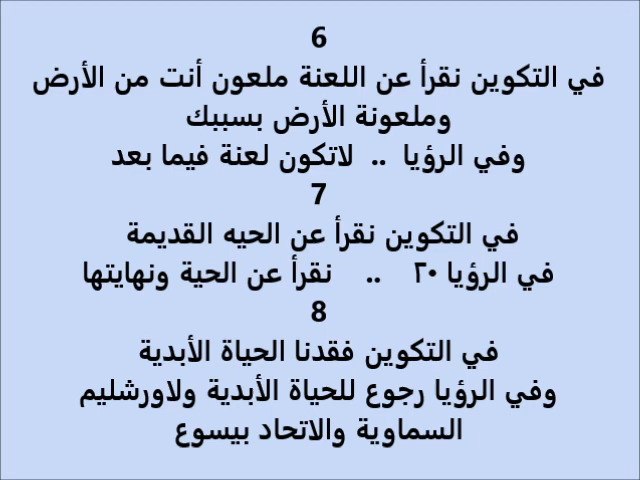 6
في التكوين نقرأ عن اللعنة ملعون أنت من الأرض
وملعونة الأرض بسببك
وفي الرؤيا .. لاتكون لعنة فيما بعد
7
في التكوين نقرأ عن الحيه القديمة
في الرؤيا ٢٠ .. نقرأ عن الحية ونهايتها
8
في التكوين فقدنا الحياة الأبدية
وفي الرؤيا رجوع للحياة الأبدية ولاورشليم
السماوية والاتحاد بيسوع